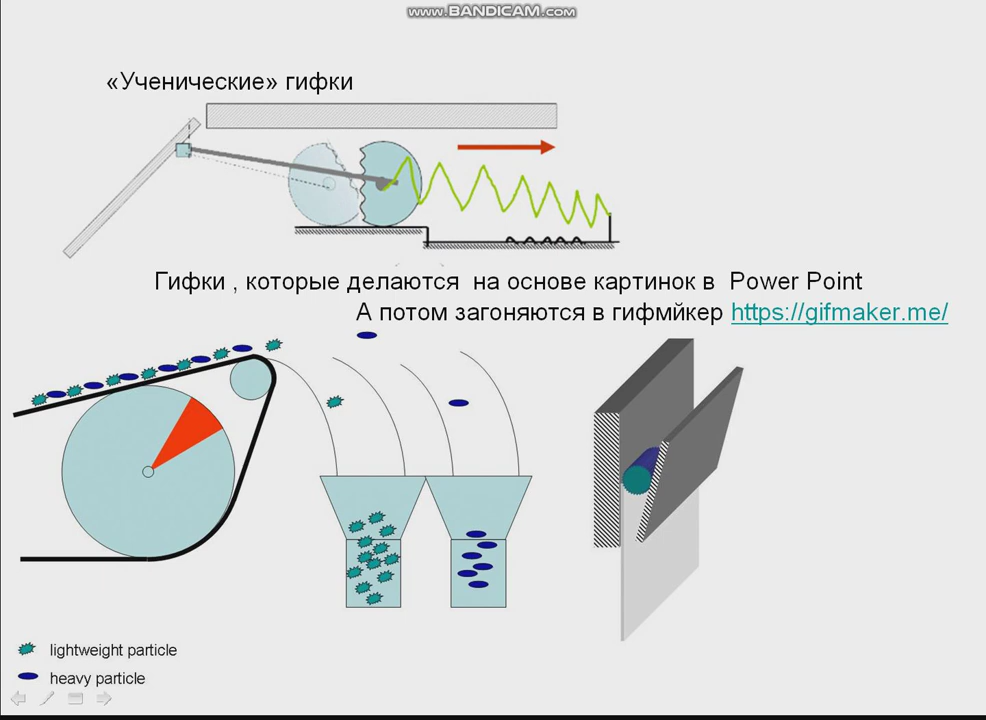 www.BANDICAM.com
«Ученические» гифки
Гифки , которые делаются на основе картинок в Power Point
А потом загоняются в гифмйкер https://gifmaker.me/
lightweight particle
heavy particle